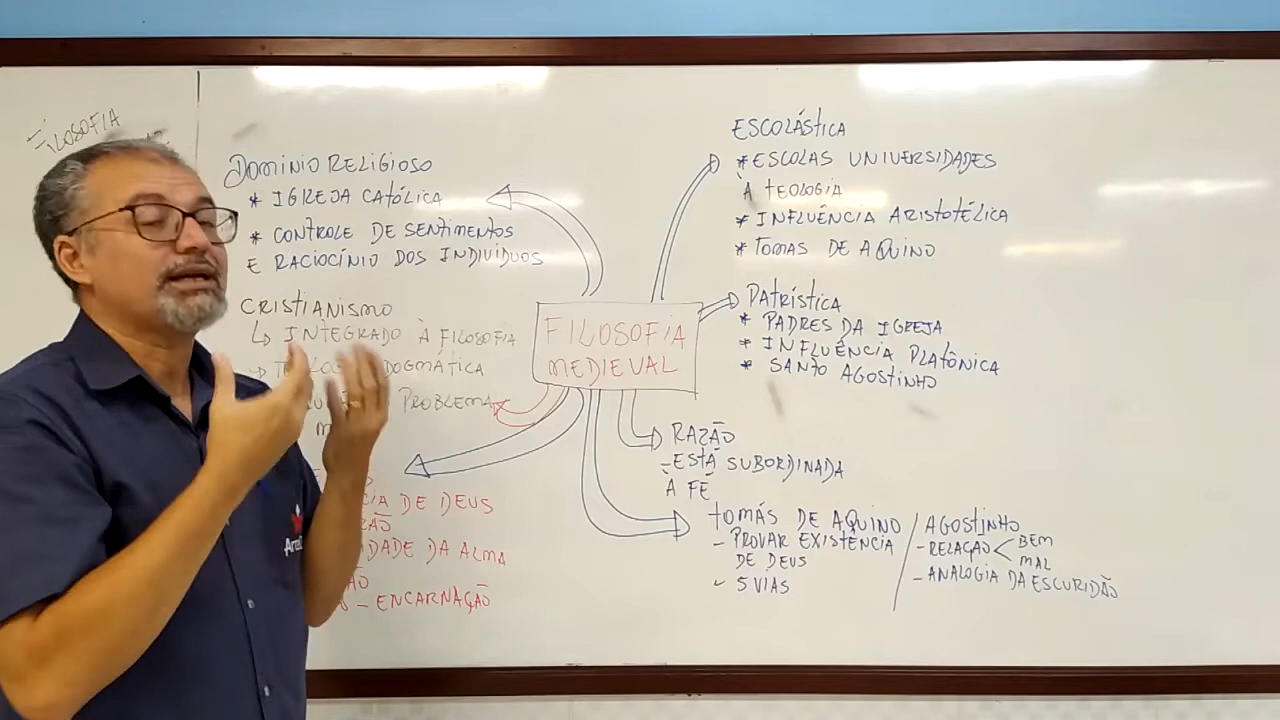 FILOSOFIA
DOMINIO RELIGIOSO
* IGREJA CATÓLICA
* CONTROLE DE SENTIMENTOS
E RACIOCÍNIO DOS INDIVIDUOS
CRISTIANISMO
↳ INTEGRADO À FILOSOFIA
DOGMÁTICA
PROBLEMA
DE DEUS
DA ALMA
- ENCARNAÇÃO
FILOSOFIA
MEDIEVAL
ESCOLÁSTICA
* ESCOLAS UNIVERSIDADES
À TEOLOGIA
* INFLUÊNCIA ARISTOTÉLICA
* TOMAS DE AQUINO
PATRÍSTICA
* PADRES DA IGREJA
* INFLUÊNCIA PLATÔNICA
* SANTO AGOSTINHO
RAZÃO
- ESTÁ SUBORDINADA
À FÉ
TOMÁS DE AQUINO
- PROVAR EXISTÊNCIA
DE DEUS
- 5 VIAS
/ AGOSTINHO
- RELAÇÃO < BEM
MAL
- ANALOGIA DA ESCURIDÃO